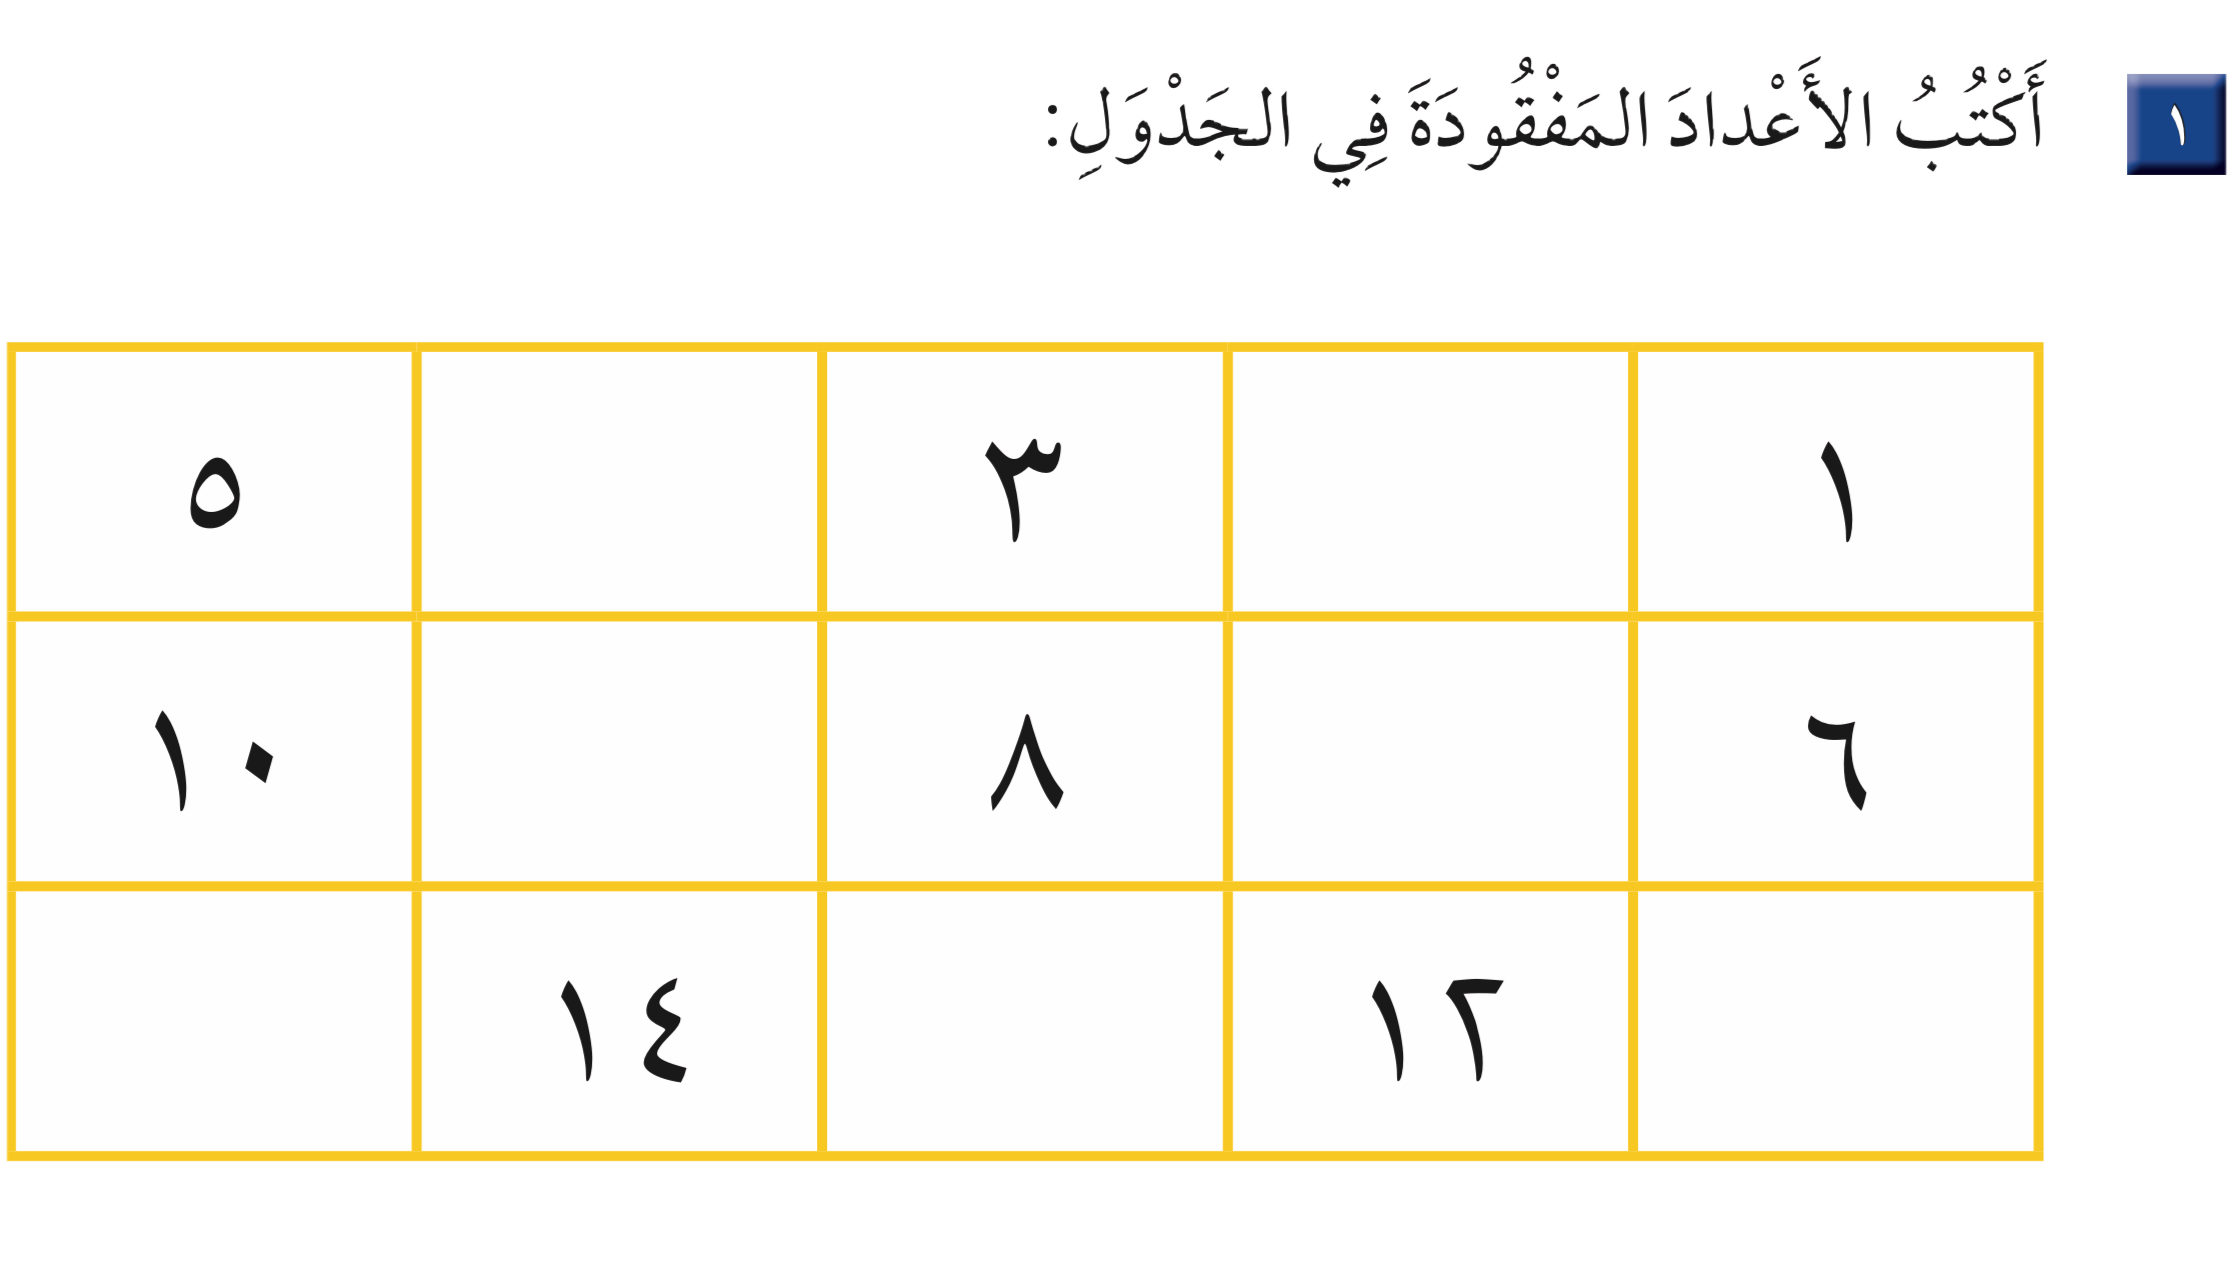 ١ أَكْتُبُ الأَعْدادَ المَفْقُودَةَ فِي الجَدْوَلِ:
١ ٣ ٥
٦ ٨ ١٠
١٢ ١٤